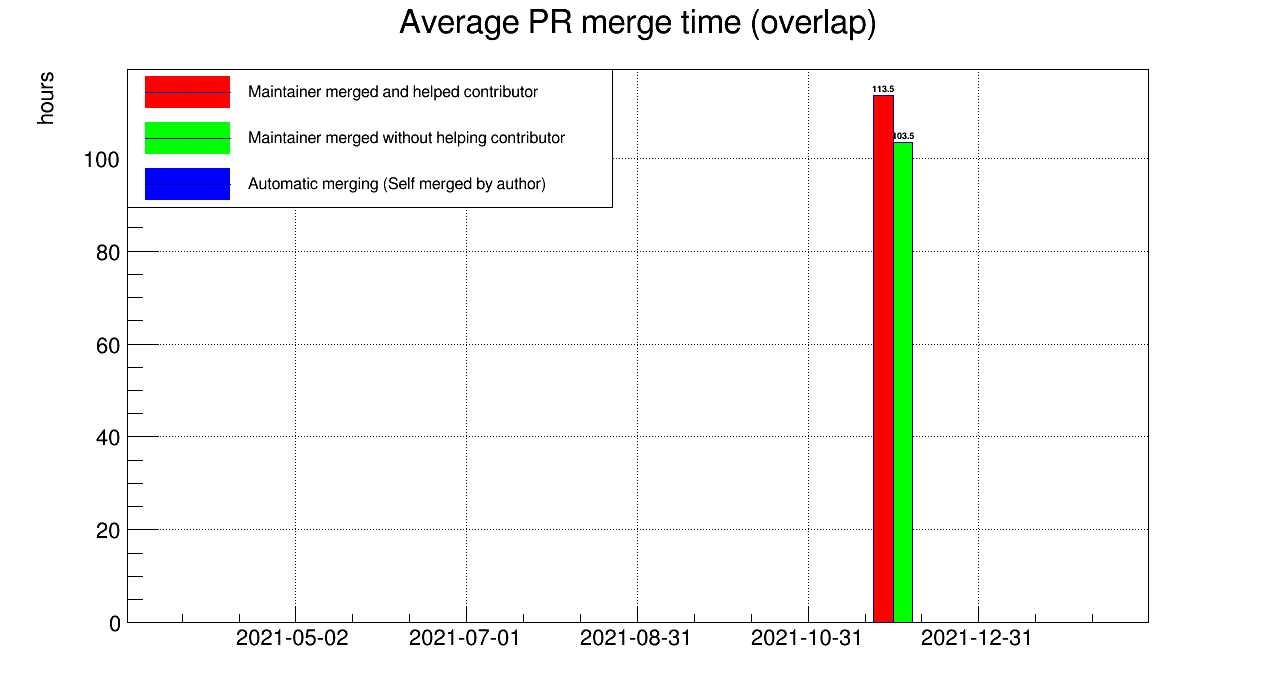 Average PR merge time (overlap)
hours
Maintainer merged and helped contributor
Maintainer merged without helping contributor
Automatic merging (Self merged by author)
113.5
103.5
100
80
60
40
20
0
2021-05-02
2021-07-01
2021-08-31
2021-10-31
2021-12-31